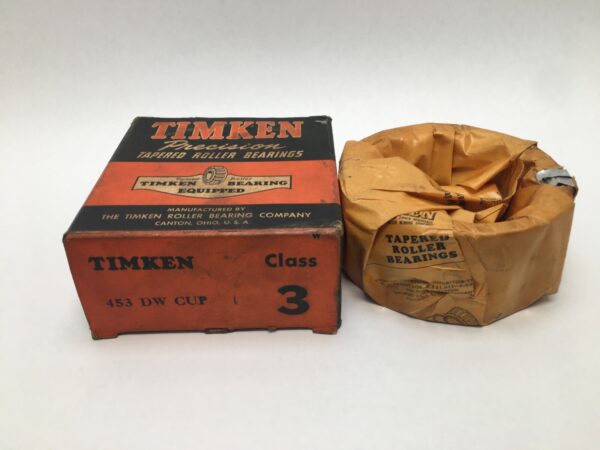 TIMKEN
Precision
TAPERED ROLLER BEARINGS
TIMKEN BEARING
EQUIPPED
MANUFACTURED BY
THE TIMKEN ROLLER BEARING COMPANY
CANTON, OHIO, U.S.A.
W
TIMKEN Class
453 DW CUP 3
TAPERED
ROLLER
BEARINGS